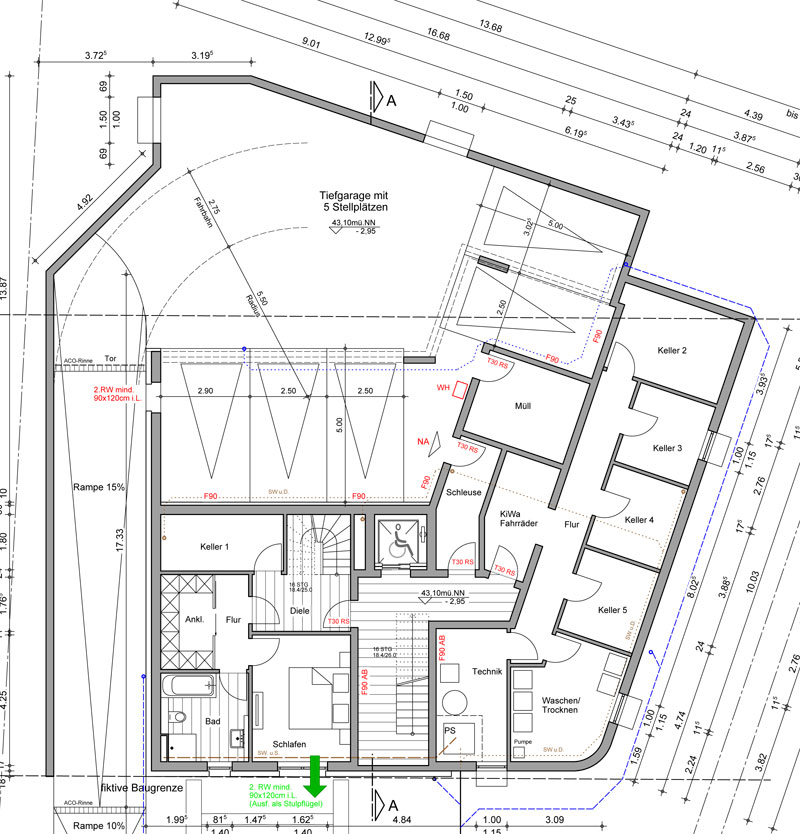 13.68
16.68
12.99⁵
9.01
3.72⁵
3.19⁵
69
1.50
1.00
69
A
1.50
1.00
25
3.43⁵
6.19⁵
24
4.39
bis
3.87⁵
24
1.20
11⁵
2.56
4.92
2.75
Fahrbahn
Tiefgarage mit
5 Stellplätzen
43,10mü.NN
- 2,95
3.02⁵
5.00
13.87
5.50
Radius
2.50
F90
F90
ACO-Rinne
Tor
2.RW mind.
90x120cm i.L.
2.90
2.50
2.50
5.00
WH
T30 RS
Müll
Keller 2
3.93⁵
NA
T30 RS
Keller 3
1.00
1.15
17⁵
11⁵
Rampe 15%
17.33
F90
SW u.D.
F90
F90
Schleuse
KiWa
Fahrräder
Flur
Keller 4
2.76
17⁵
10
1.80
1.76⁵
4.25
Keller 1
16 STG
18.4/25.0
Diele
T30 RS
T30 RS
T30 RS
43,10mü.NN
- 2,95
Keller 5
SW u.D.
8.02⁵
3.88⁵
10.03
Ankl.
Flur
16 STG
18.4/26.0
F90 AB
F90 AB
Technik
24
2.76
Bad
Schlafen
SW. u.S.
PS
Waschen/
Trocknen
Pumpe
SW u.D.
1.00
1.15
4.74
11⁵
1.59
2.24
3.82
fiktive Baugrenze
2. RW mind.
90x120cm i.L.
(Ausf. als Stulpflügel)
A
ACO-Rinne
Rampe 10%
1.99⁵
81⁵
1.47⁵
1.62⁵
4.84
1.00
3.09
1.40
1.40
1.15